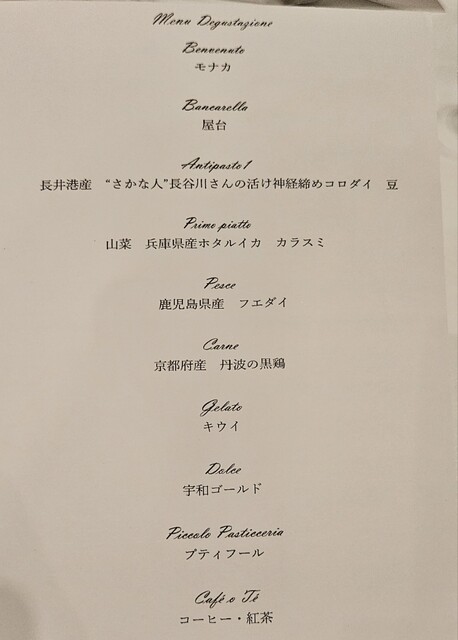 Menu Degustazione
Benvenuto
モナカ
Bancarella
屋台
Antipasto1
長井港産　“さかな人”長谷川さんの活け神経締めコロダイ　豆
Primo piatto
山菜　兵庫県産ホタルイカ　カラスミ
Pesce
鹿児島県産　フエダイ
Carne
京都府産　丹波の黒鶏
Gelato
キウイ
Dolce
宇和ゴールド
Piccolo Pasticceria
プティフール
Café o Té
コーヒー・紅茶